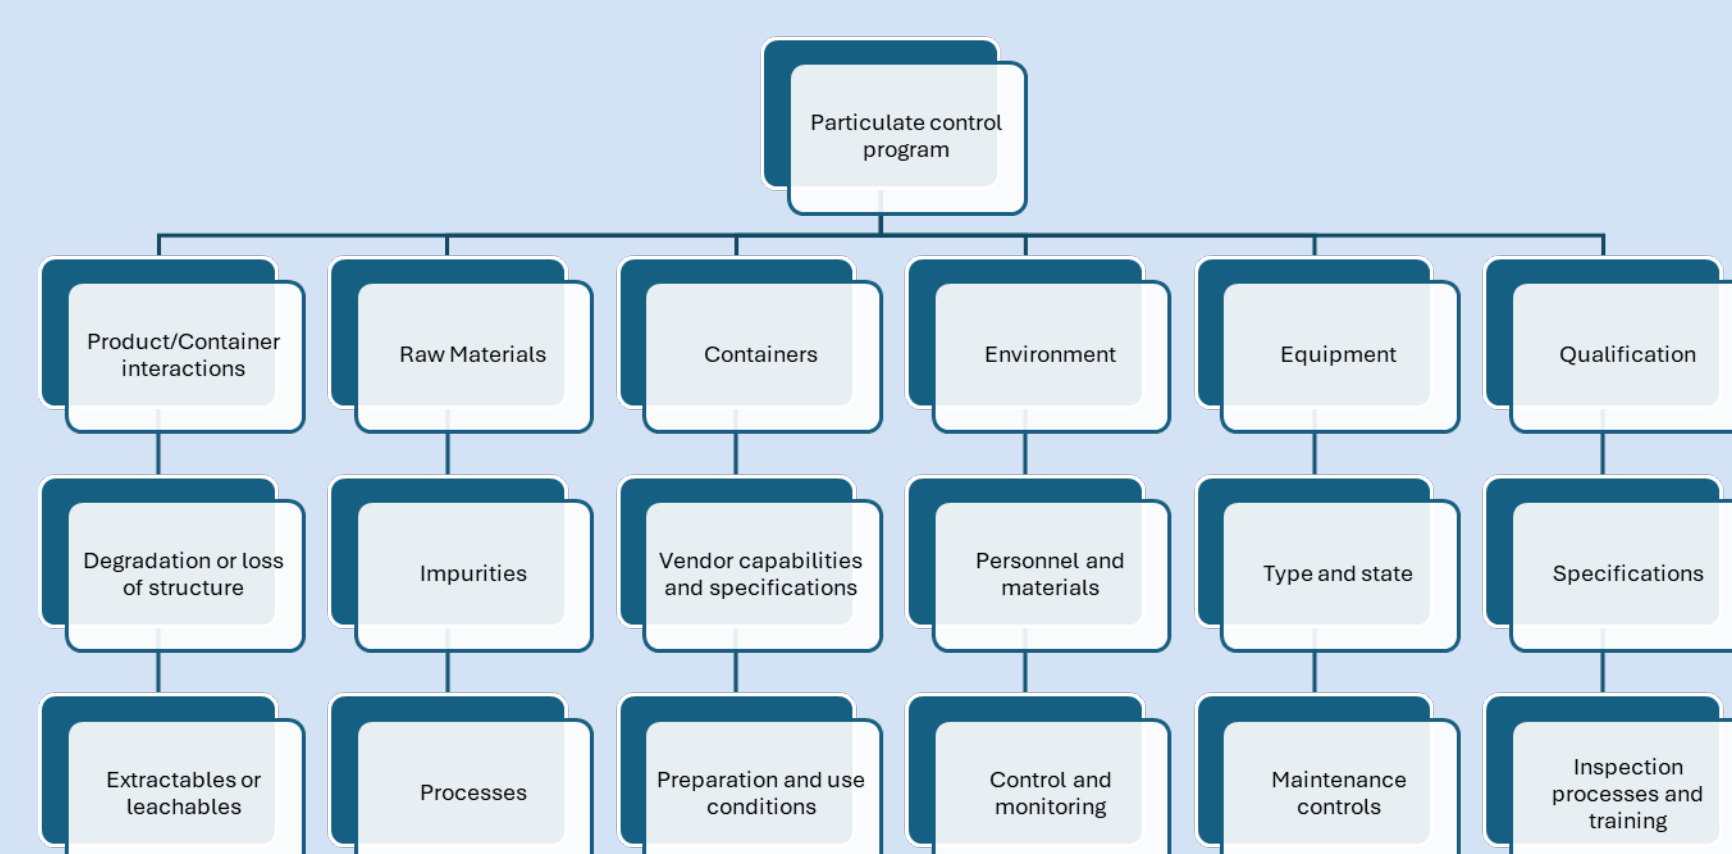 Particulate control
program
Product/Container
interactions
Raw Materials
Containers
Environment
Equipment
Qualification
Degradation or loss
of structure
Impurities
Vendor capabilities
and specifications
Personnel and
materials
Type and state
Specifications
Extractables or
leachables
Processes
Preparation and use
conditions
Control and
monitoring
Maintenance
controls
Inspection
processes and
training